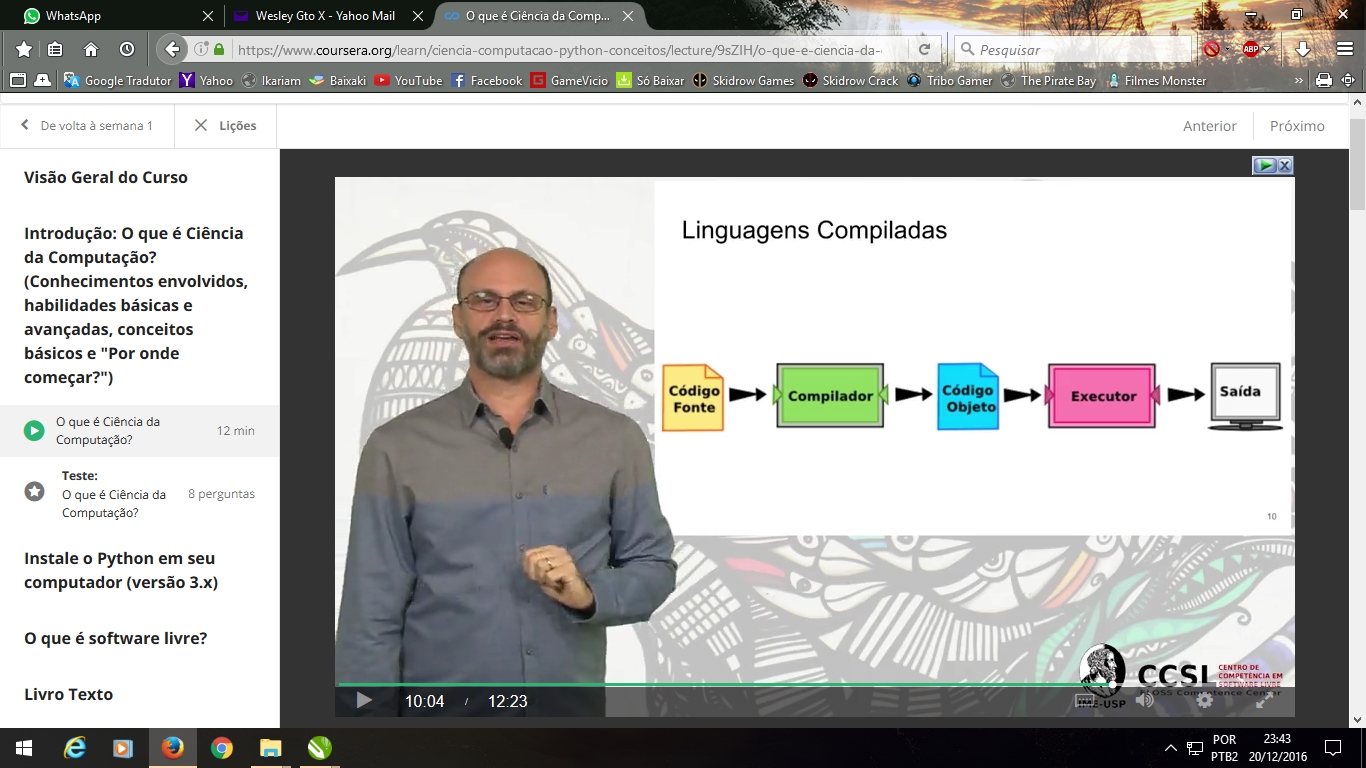 WhatsApp
Wesley Gto X - Yahoo Mail
O que é Ciência da Comp...
https://www.coursera.org/learn/ciencia-computacao-python-conceitos/lecture/9sZIH/o-que-e-ciencia-da-
Pesquisar
ABP
Google Tradutor
Yahoo
Ikariam
Baixaki
YouTube
Facebook
GameVicio
Só Baixar
Skidrow Games
Skidrow Crack
Tribo Gamer
The Pirate Bay
Filmes Monster
De volta à semana 1
Lições
Anterior
Próximo
Visão Geral do Curso
Introdução: O que é Ciência
da Computação?
(Conhecimentos envolvidos,
habilidades básicas e
avançadas, conceitos
básicos e "Por onde
começar?")
O que é Ciência da
Computação?
12 min
Teste:
O que é Ciência da
Computação?
8 perguntas
Instale o Python em seu
computador (versão 3.x)
O que é software livre?
Livro Texto
Linguagens Compiladas
Código
Fonte
Compilador
Código
Objeto
Executor
Saída
10
CCSL
CENTRO DE
COMPETÊNCIA EM
SOFTWARE LIVRE
FLOSS Competence Center
IME-USP
10:04 / 12:23
POR
PTB2
23:43
20/12/2016